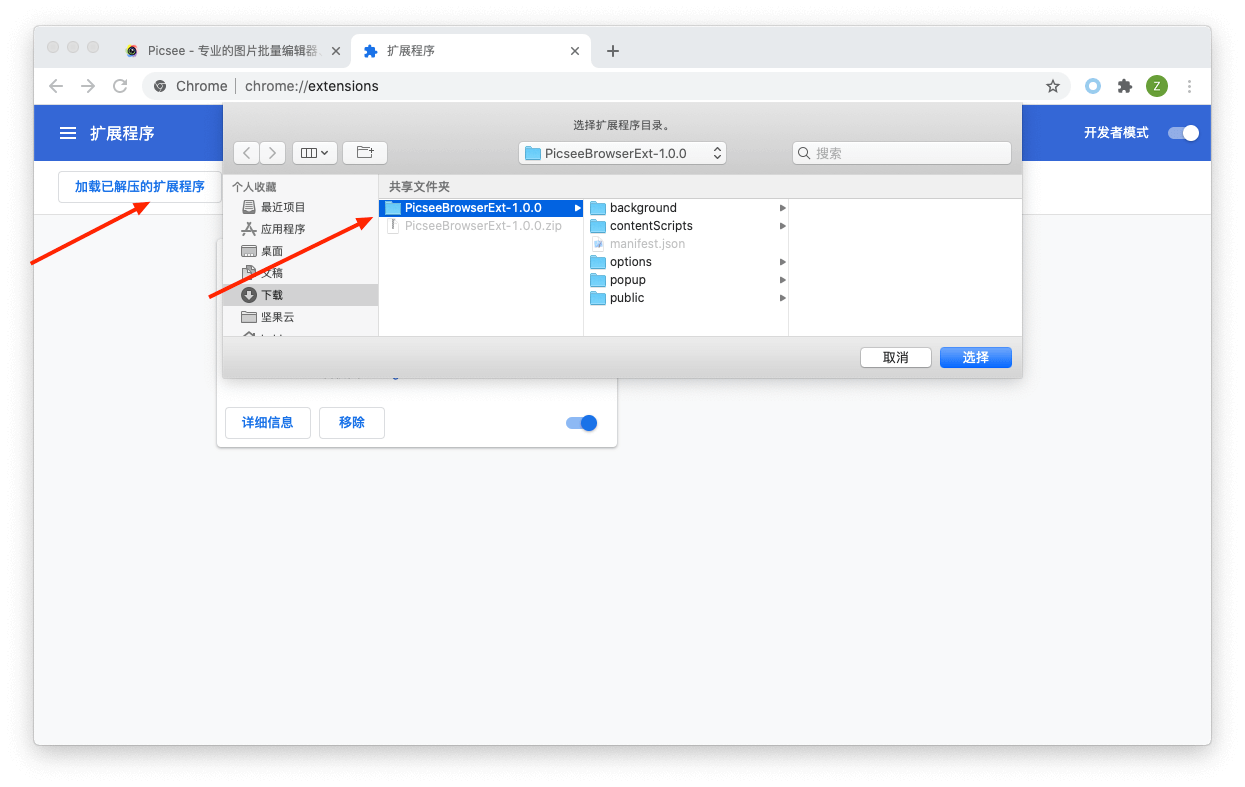 Picsee - 专业的图片批量编辑器
扩展程序
Chrome
chrome://extensions
Z
扩展程序
选择扩展程序目录。
开发者模式
PicseeBrowserExt-1.0.0
搜索
加载已解压的扩展程序
个人收藏
共享文件夹
最近项目
PicseeBrowserExt-1.0.0
background
应用程序
PicseeBrowserExt-1.0.0.zip
contentScripts
桌面
manifest.json
文稿
options
下载
popup
public
坚果云
取消
选择
详细信息
移除